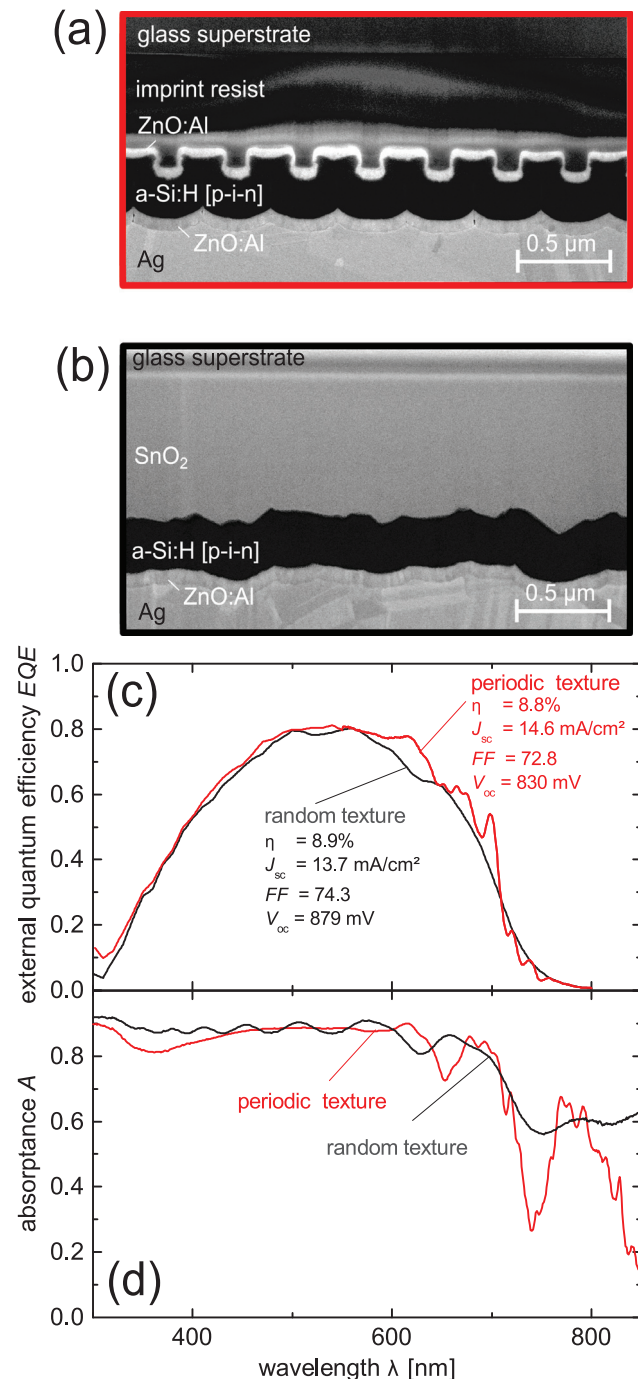 (a)
glass superstrate
imprint resist
ZnO:Al
a-Si:H [p-i-n]
ZnO:Al
Ag
0.5 µm
(b)
glass superstrate
SnO₂
a-Si:H [p-i-n]
ZnO:Al
Ag
0.5 µm
(c)
external quantum efficiency EQE
1.0
0.8
0.6
0.4
0.2
0.0
periodic texture
η = 8.8%
Jsc = 14.6 mA/cm²
FF = 72.8
Voc = 830 mV
random texture
η = 8.9%
Jsc = 13.7 mA/cm²
FF = 74.3
Voc = 879 mV
absorptance A
0.8
0.6
0.4
0.2
0.0
periodic texture
random texture
(d)
400 600 800
wavelength λ [nm]